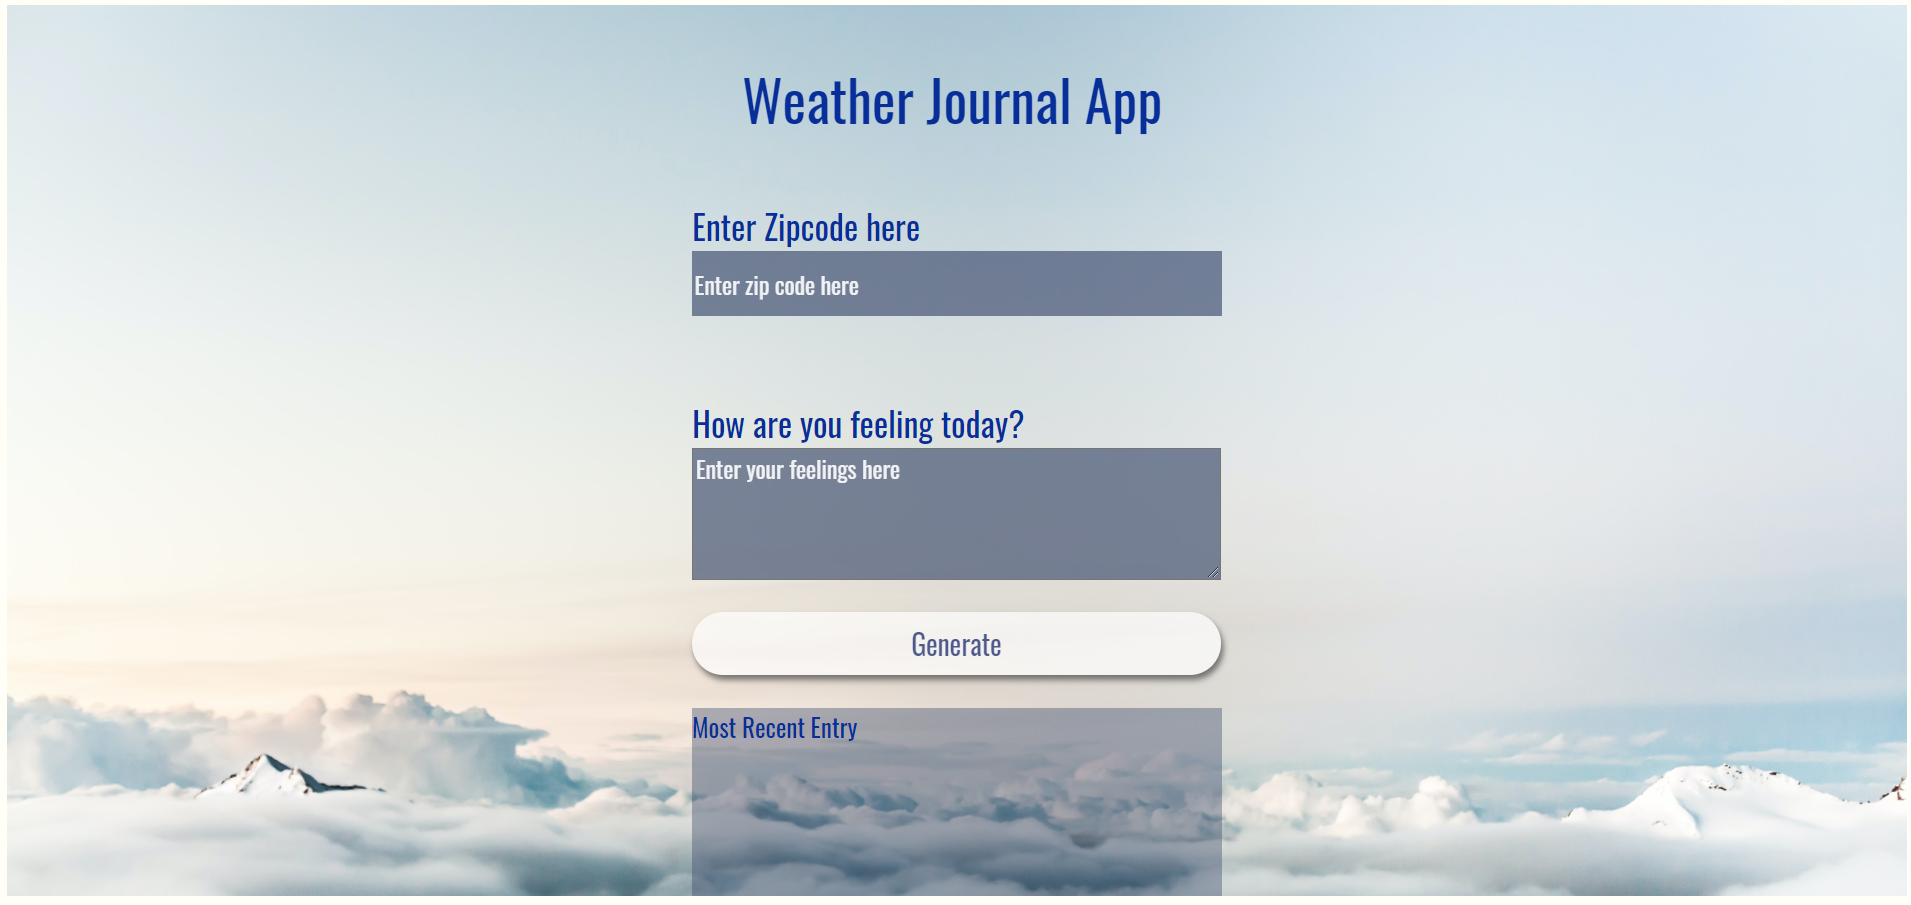 Weather Journal App
Enter Zipcode here
Enter zip code here
How are you feeling today?
Enter your feelings here
Generate
Most Recent Entry